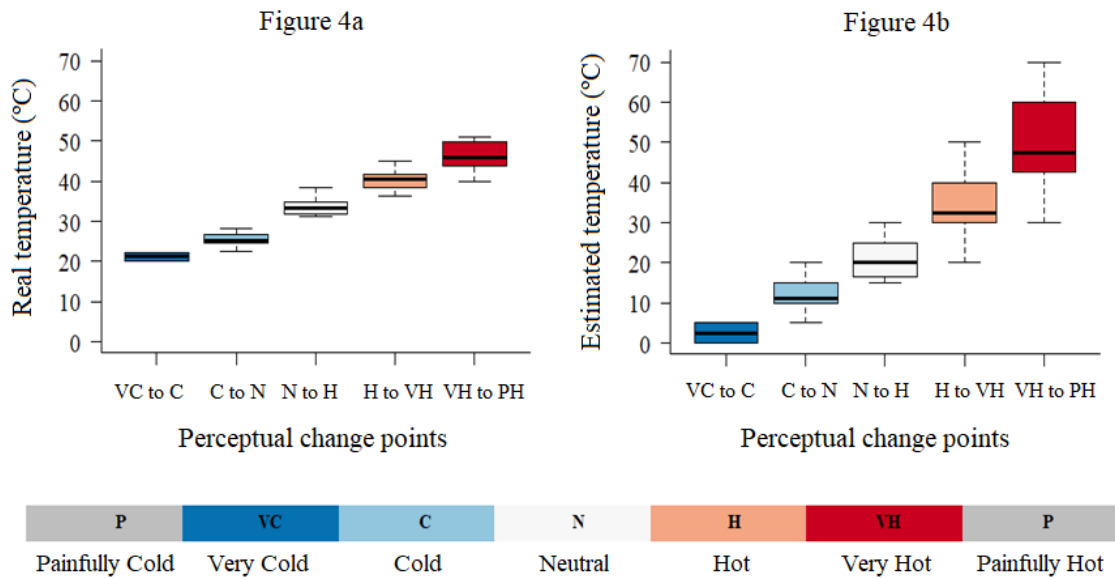 Figure 4a
Real temperature (°C)
70
60
50
40
30
20
10
0
VC to C
C to N
N to H
H to VH
VH to PH
Perceptual change points
Figure 4b
Estimated temperature (°C)
70
60
50
40
30
20
10
0
VC to C
C to N
N to H
H to VH
VH to PH
Perceptual change points
P
VC
C
N
H
VH
P
Painfully Cold
Very Cold
Cold
Neutral
Hot
Very Hot
Painfully Hot